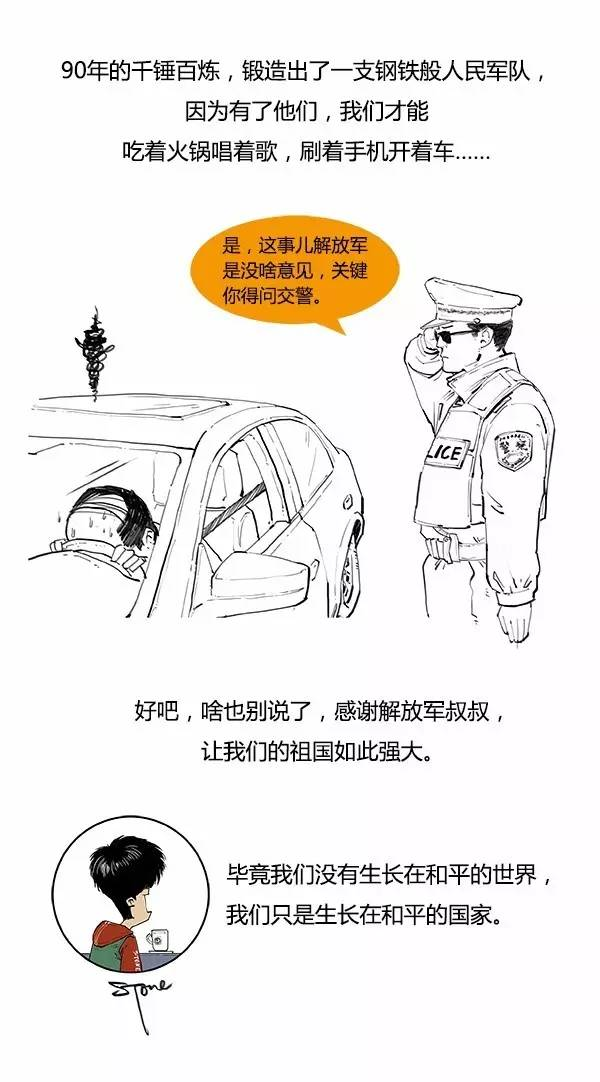 90年的千锤百炼，锻造出了一支钢铁般人民军队，
因为有了他们，我们才能
吃着火锅唱着歌，刷着手机开着车......
是，这事儿解放军
是没啥意见，关键
你得问交警。
LICE
好吧，啥也别说了，感谢解放军叔叔，
让我们的祖国如此强大。
毕竟我们没有生长在和平的世界，
我们只是生长在和平的国家。
STONE
Stone